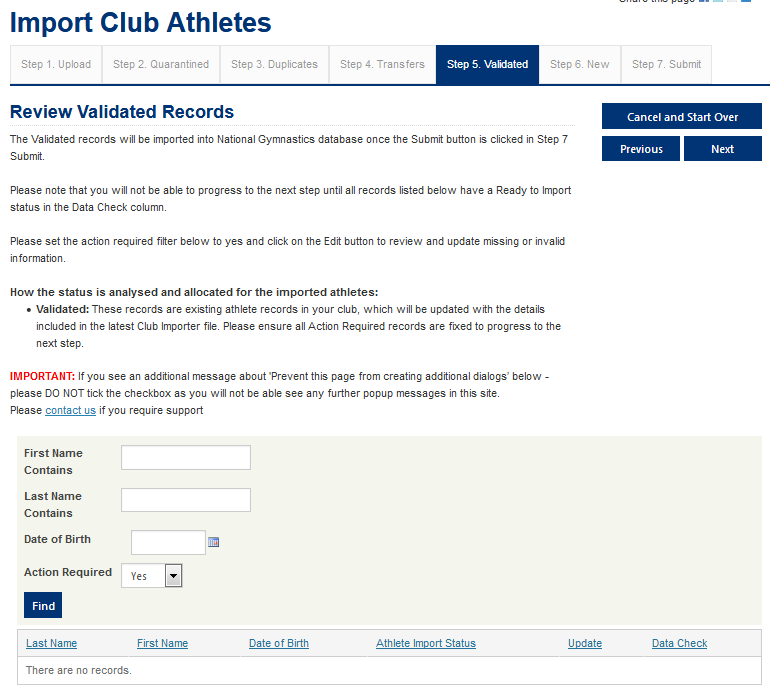 Share this page
Import Club Athletes
Step 1. Upload
Step 2. Quarantined
Step 3. Duplicates
Step 4. Transfers
Step 5. Validated
Step 6. New
Step 7. Submit
Review Validated Records
Cancel and Start Over
Previous
Next
The Validated records will be imported into National Gymnastics database once the Submit button is clicked in Step 7
Submit.
Please note that you will not be able to progress to the next step until all records listed below have a Ready to Import
status in the Data Check column.
Please set the action required filter below to yes and click on the Edit button to review and update missing or invalid
information.
How the status is analysed and allocated for the imported athletes:
• Validated: These records are existing athlete records in your club, which will be updated with the details
included in the latest Club Importer file. Please ensure all Action Required records are fixed to progress to the
next step.
IMPORTANT: If you see an additional message about 'Prevent this page from creating additional dialogs' below -
please DO NOT tick the checkbox as you will not be able see any further popup messages in this site.
Please contact us if you require support
First Name
Contains
Last Name
Contains
Date of Birth
Action Required
Yes
Find
Last Name
First Name
Date of Birth
Athlete Import Status
Update
Data Check
There are no records.